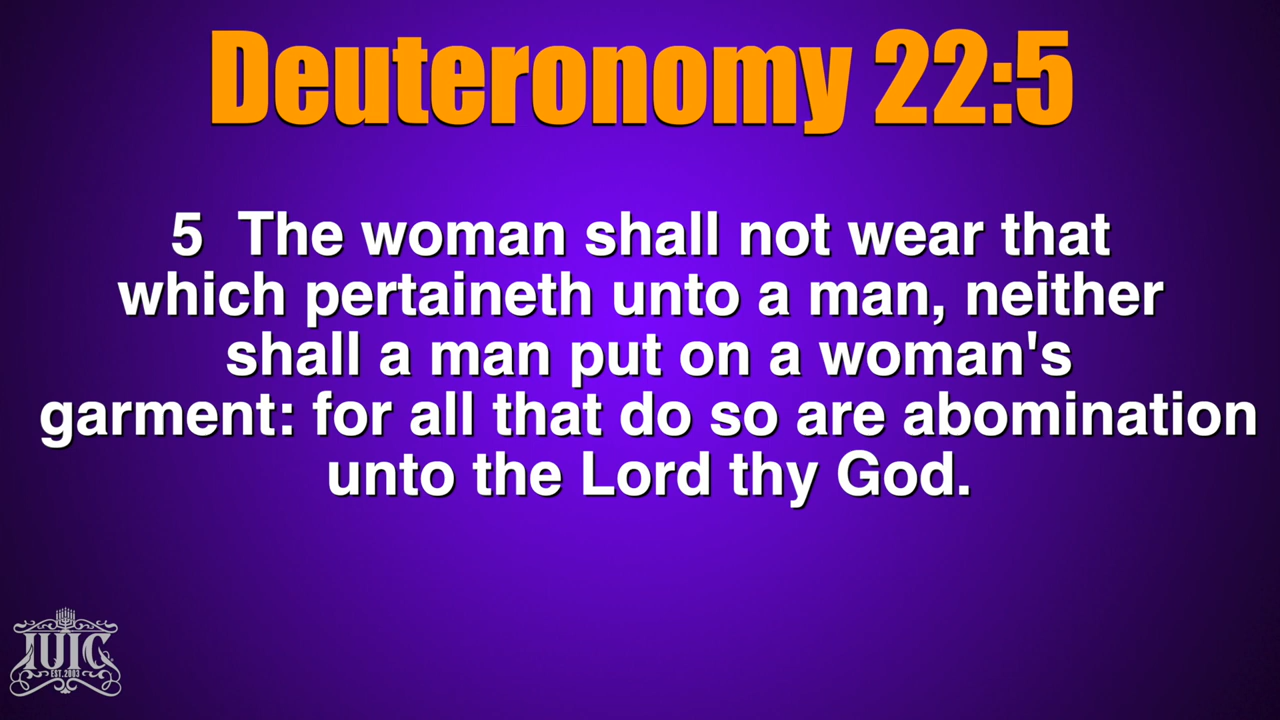 Deuteronomy 22:5
5 The woman shall not wear that
which pertaineth unto a man, neither
shall a man put on a woman's
garment: for all that do so are abomination
unto the Lord thy God.
IUIC
EST.2003